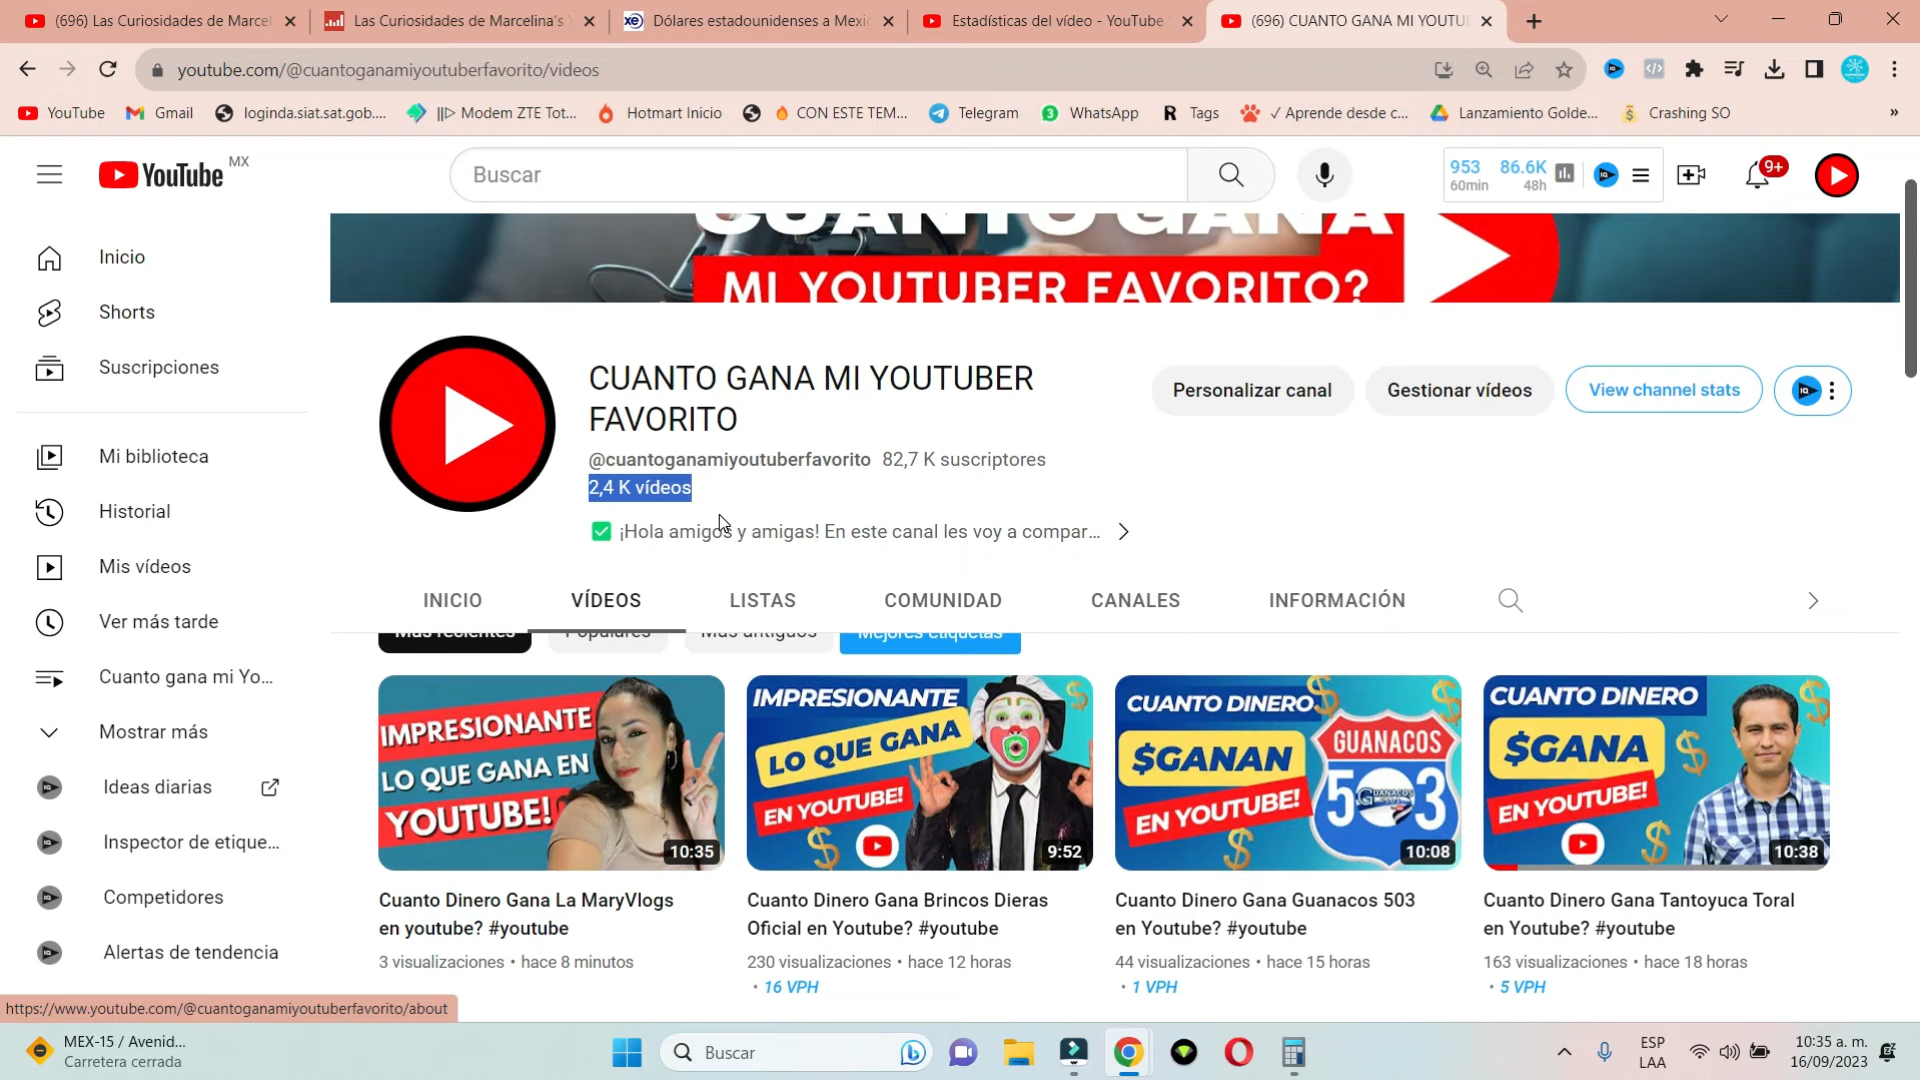 (696) Las Curiosidades de Marcel
Las Curiosidades de Marcelina's Y
Dólares estadounidenses a Mexic
Estadísticas del vídeo - YouTube S
(696) CUANTO GANA MI YOUTUB
youtube.com/@cuantoganamiyoutuberfavorito/videos
YouTube
Gmail
loginda.siat.sat.gob....
||▷ Modem ZTE Tot...
Hotmart Inicio
CON ESTE TEM...
Telegram
WhatsApp
Tags
✓ Aprende desde c...
Lanzamiento Golde...
Crashing SO
»
YouTube MX
Buscar
953 86.6K
60min 48h
9+
CUANTO GANA
MI YOUTUBER FAVORITO?
Inicio
Shorts
Suscripciones
Mi biblioteca
Historial
Mis vídeos
Ver más tarde
Cuanto gana mi Yo...
Mostrar más
Ideas diarias
Inspector de etique...
Competidores
Alertas de tendencia
CUANTO GANA MI YOUTUBER
FAVORITO
@cuantoganamiyoutuberfavorito 82,7 K suscriptores
2,4 K vídeos
¡Hola amigos y amigas! En este canal les voy a compar...
Personalizar canal
Gestionar vídeos
View channel stats
INICIO
VÍDEOS
LISTAS
COMUNIDAD
CANALES
INFORMACIÓN
Más recientes
Populares
Más antiguos
Mejores etiquetas
IMPRESIONANTE
LO QUE GANA EN
YOUTUBE!
10:35
IMPRESIONANTE
LO QUE GANA
EN YOUTUBE!
9:52
CUANTO DINERO
$GANAN
EN YOUTUBE!
GUANACOS
503
10:08
CUANTO DINERO
$GANA
EN YOUTUBE!
10:38
Cuanto Dinero Gana La MaryVlogs
en youtube? #youtube
3 visualizaciones • hace 8 minutos
Cuanto Dinero Gana Brincos Dieras
Oficial en Youtube? #youtube
230 visualizaciones • hace 12 horas
• 16 VPH
Cuanto Dinero Gana Guanacos 503
en Youtube? #youtube
44 visualizaciones • hace 15 horas
• 1 VPH
Cuanto Dinero Gana Tantoyuca Toral
en Youtube? #youtube
163 visualizaciones • hace 18 horas
• 5 VPH
https://www.youtube.com/@cuantoganamiyoutuberfavorito/about
MEX-15 / Avenid...
Carretera cerrada
Buscar
ESP
LAA
10:35 a. m.
16/09/2023